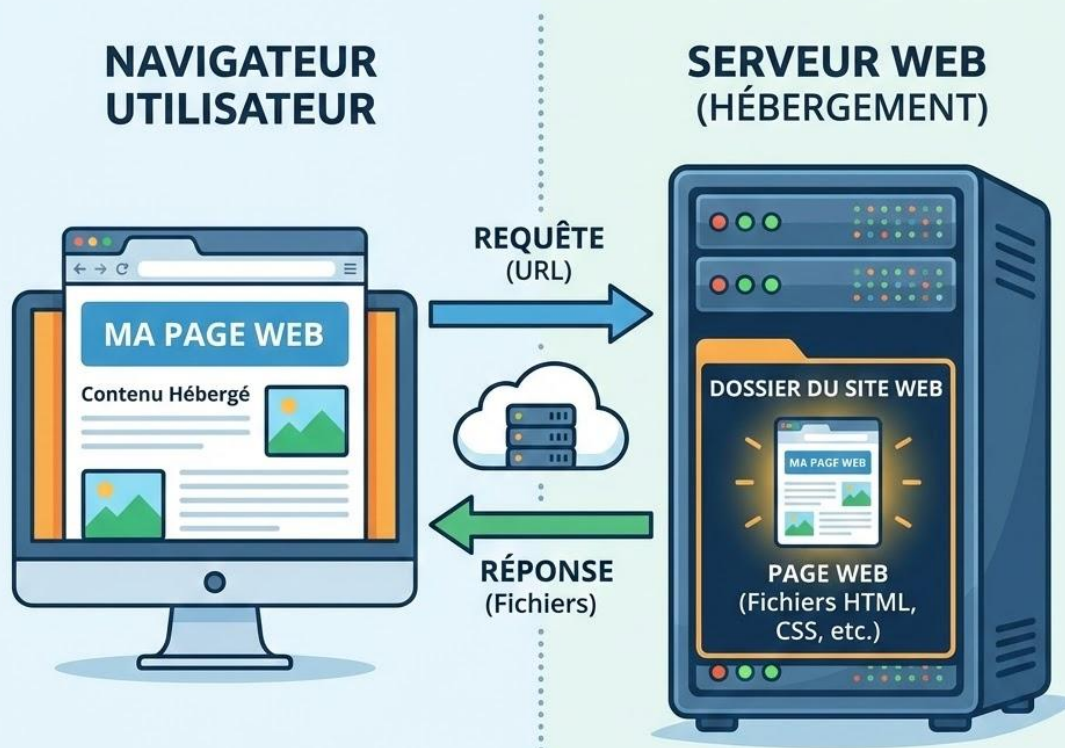 NAVIGATEUR
UTILISATEUR
SERVEUR WEB
(HÉBERGEMENT)
REQUÊTE
(URL)
MA PAGE WEB
Contenu Hébergé
DOSSIER DU SITE WEB
MA PAGE WEB
RÉPONSE
(Fichiers)
PAGE WEB
(Fichiers HTML,
CSS, etc.)